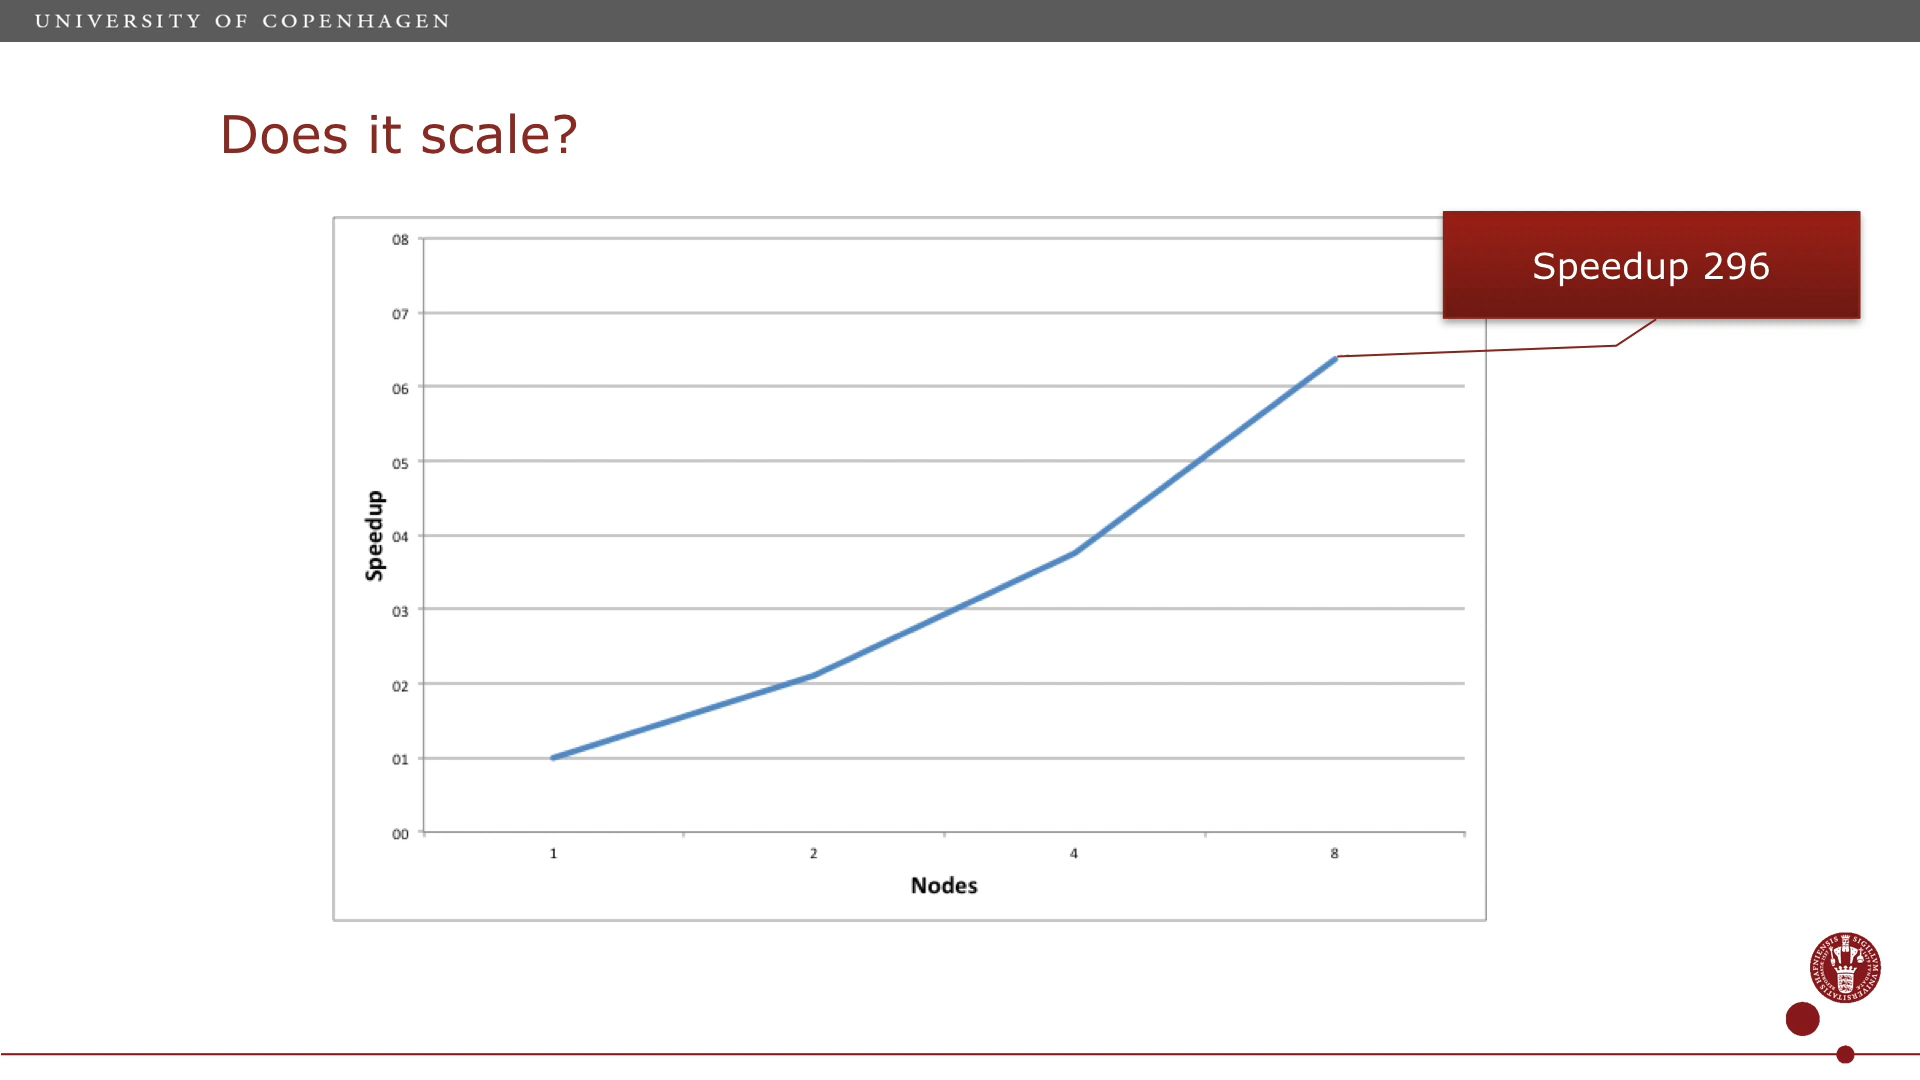 UNIVERSITY OF COPENHAGEN
Does it scale?
Speedup 296
08
07
06
05
04
03
02
01
00
Speedup
1 2 4 8
Nodes